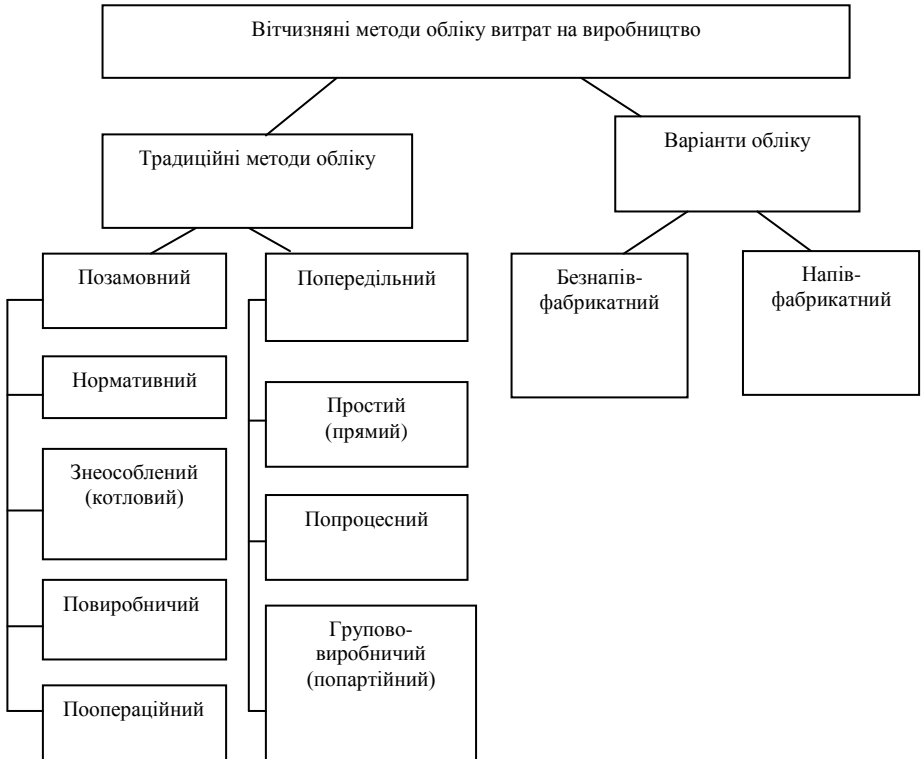 Вітчизняні методи обліку витрат на виробництво
Традиційні методи обліку
Варіанти обліку
Позамовний
Попередільний
Безнапів-
фабрикатний
Напів-
фабрикатний
Нормативний
Простий
(прямий)
Знеособлений
(котловий)
Попроцесний
Повиробничий
Групово-
виробничий
(попартійний)
Поопераційний